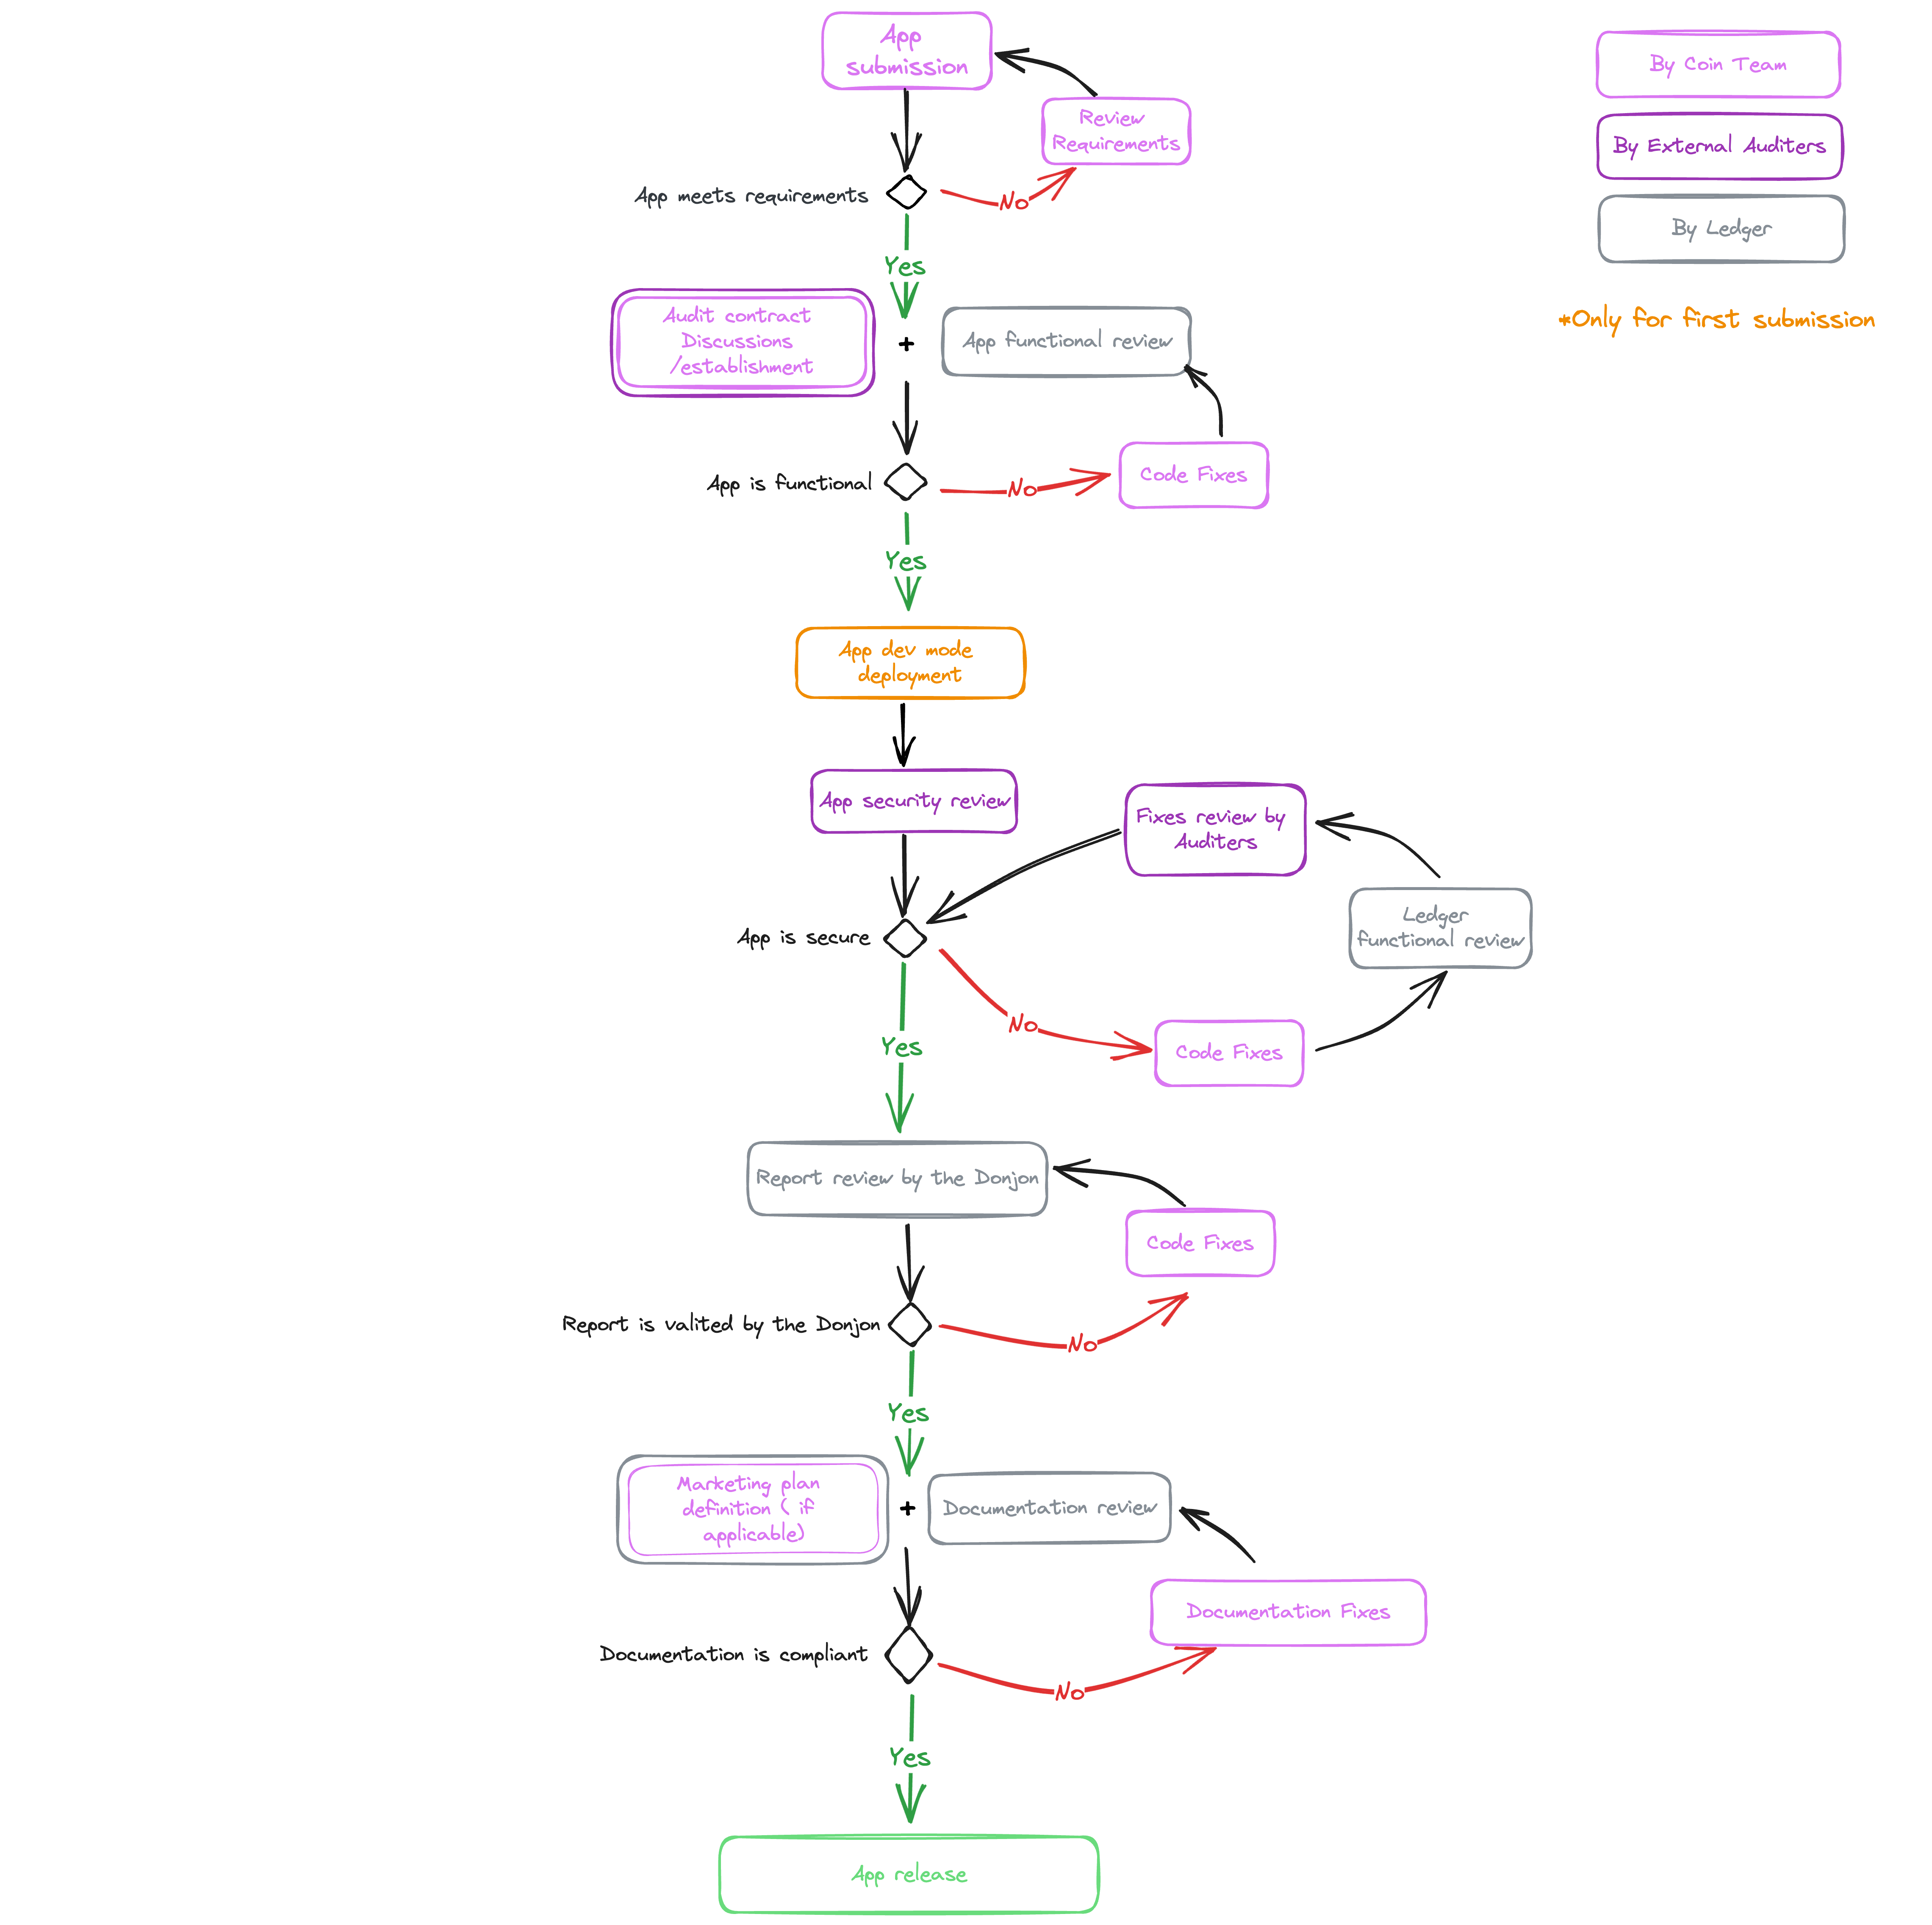 App
submission
By Coin Team
Review
Requirements
By External Auditers
App meets requirements
No
By Ledger
Yes
Audit contract
Discussions
/establishment
+
App functional review
*Only for first submission
App is functional
No
Code Fixes
Yes
App dev mode
deployment
App security review
Fixes review by
Auditers
Ledger
functional review
App is secure
No
Code Fixes
Yes
Report review by the Donjon
Code Fixes
Report is valited by the Donjon
No
Yes
Marketing plan
definition ( if
applicable)
+
Documentation review
Documentation Fixes
Documentation is compliant
No
Yes
App release